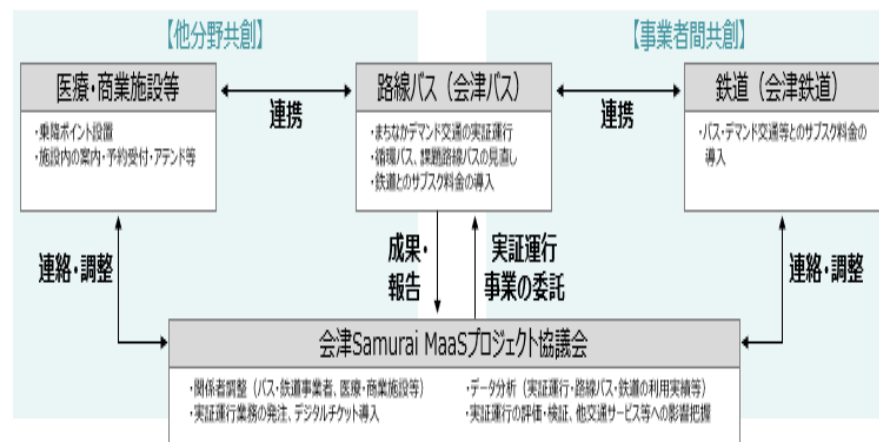 【他分野共創】
【事業者間共創】
医療・商業施設等
・乗降ポイント設置
・施設内の案内・予約受付・アテンド等
連携
路線バス（会津バス）
・まちなかデマンド交通の実証運行
・循環バス、課題路線バスの見直し
・鉄道とのサブスク料金の導入
連携
鉄道（会津鉄道）
・バス・デマンド交通等とのサブスク料金の
導入
連絡・調整
成果・
報告
実証運行
事業の委託
連絡・調整
会津Samurai MaaSプロジェクト協議会
・関係者調整（バス・鉄道事業者、医療・商業施設等）
・実証運行業務の発注、デジタルチケット導入
・データ分析（実証運行・路線バス・鉄道の利用実績等）
・実証運行の評価・検証、他交通サービス等への影響把握